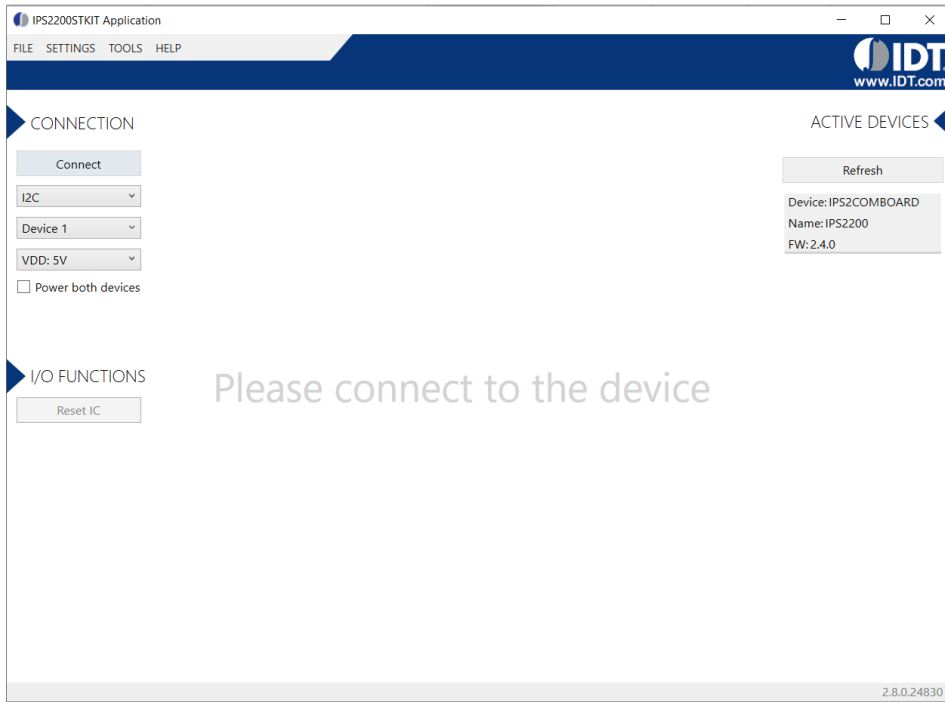 IPS2200STKIT Application
FILE SETTINGS TOOLS HELP
IDT
www.IDT.com
CONNECTION
Connect
I2C
Device 1
VDD: 5V
Power both devices
I/O FUNCTIONS
Reset IC
Please connect to the device
ACTIVE DEVICES
Refresh
Device: IPS2COMBOARD
Name: IPS2200
FW: 2.4.0
2.8.0.24830